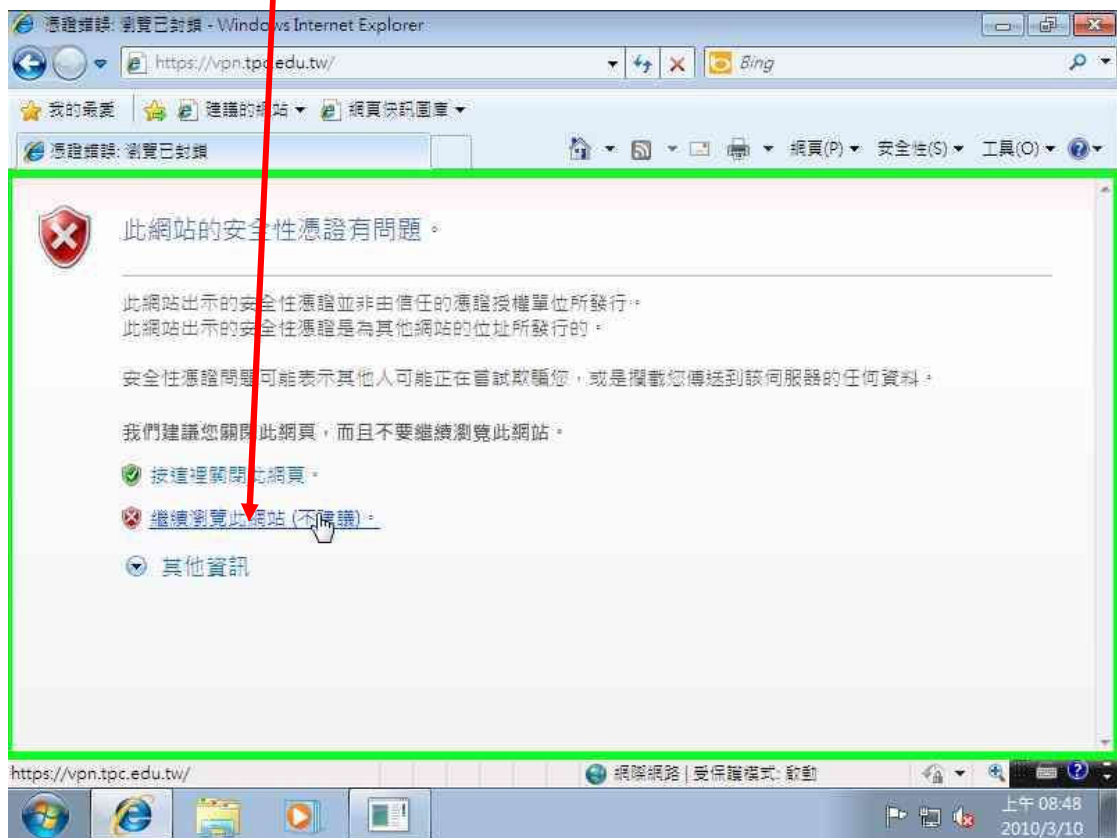 憑證錯誤: 瀏覽已封鎖 - Windows Internet Explorer
https://vpn.tpc.edu.tw/
Bing
我的最愛 建議的網站 網頁快訊圖庫
憑證錯誤: 瀏覽已封鎖 網頁(P) 安全性(S) 工具(O)
此網站的安全性憑證有問題。
此網站出示的安全性憑證並非由信任的憑證授權單位所發行。
此網站出示的安全性憑證是為其他網站的位址所發行的。
安全性憑證問題可能表示其他人可能正在嘗試欺騙您，或是攔截您傳送到該伺服器的任何資料。
我們建議您關閉此網頁，而且不要繼續瀏覽此網站。
按這裡關閉此網頁。
繼續瀏覽此網站 (不建議)。
其他資訊
https://vpn.tpc.edu.tw/ 網際網路 | 受保護模式: 啟動
上午 08:48
2010/3/10